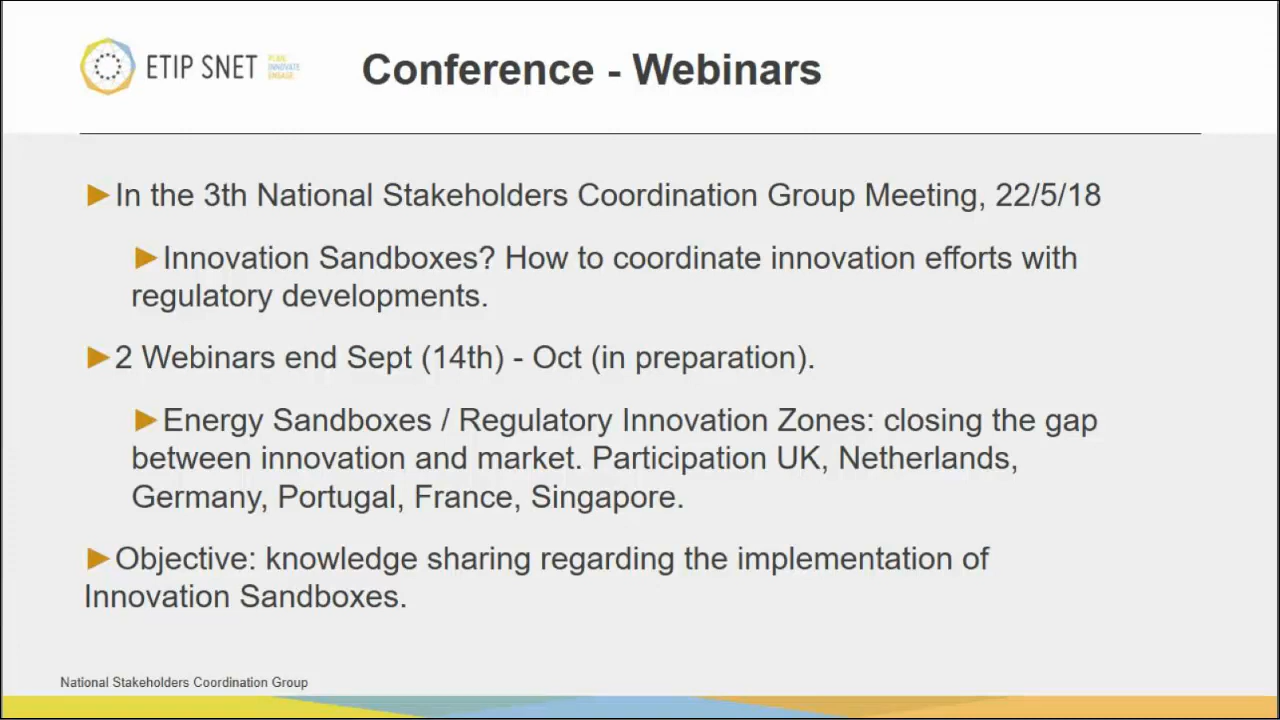 ETIP SNET
PLAN.
INNOVATE.
ENGAGE.
Conference - Webinars
►In the 3th National Stakeholders Coordination Group Meeting, 22/5/18
►Innovation Sandboxes? How to coordinate innovation efforts with
regulatory developments.
►2 Webinars end Sept (14th) - Oct (in preparation).
►Energy Sandboxes / Regulatory Innovation Zones: closing the gap
between innovation and market. Participation UK, Netherlands,
Germany, Portugal, France, Singapore.
►Objective: knowledge sharing regarding the implementation of
Innovation Sandboxes.
National Stakeholders Coordination Group